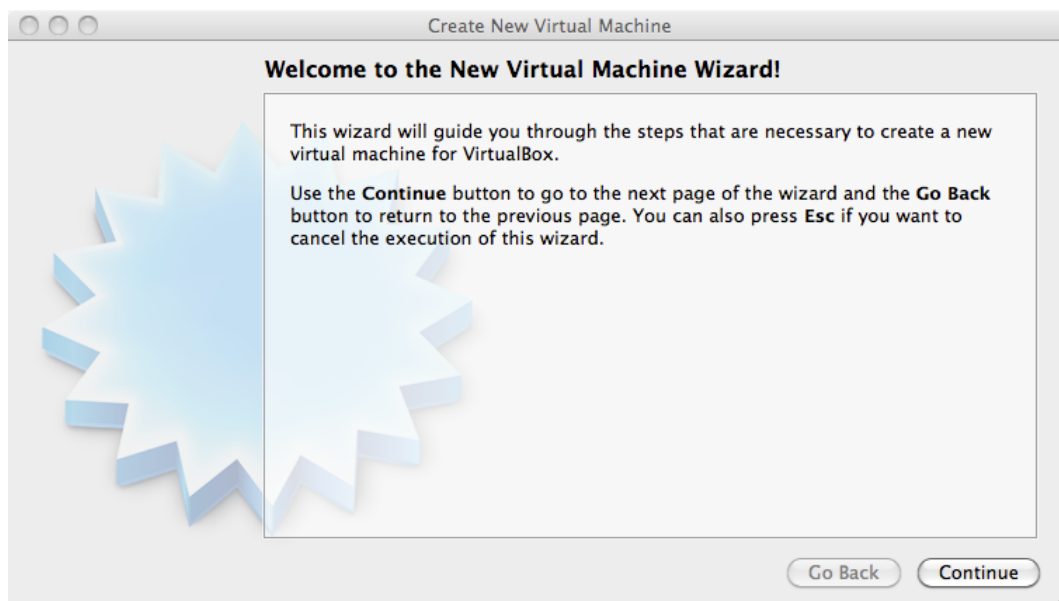 Create New Virtual Machine
Welcome to the New Virtual Machine Wizard!
This wizard will guide you through the steps that are necessary to create a new
virtual machine for VirtualBox.
Use the Continue button to go to the next page of the wizard and the Go Back
button to return to the previous page. You can also press Esc if you want to
cancel the execution of this wizard.
Go Back
Continue